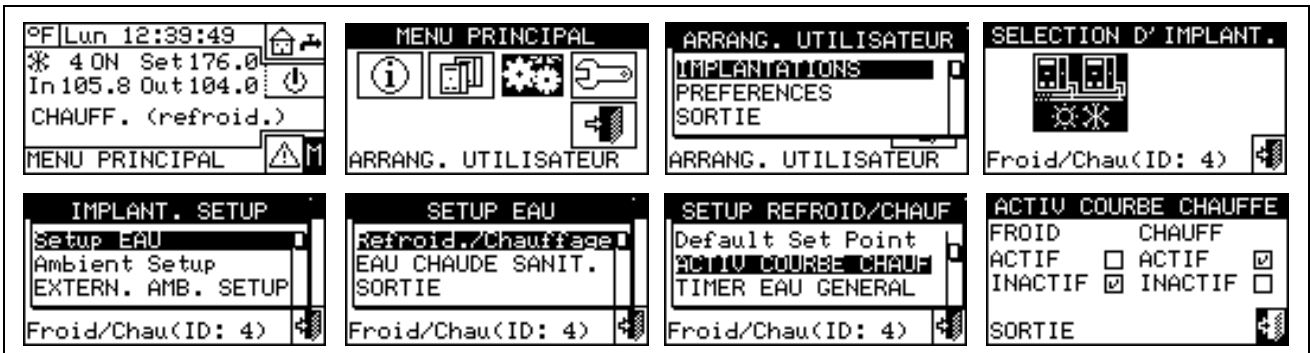 °F Lun 12:39:49
4 ON Set 176.0
In 105.8 Out 104.0
CHAUFF. (refroid.)
MENU PRINCIPAL M
MENU PRINCIPAL
ARRANG. UTILISATEUR
ARRANG. UTILISATEUR
IMPLANTATIONS
PREFERENCES
SORTIE
ARRANG. UTILISATEUR
SELECTION D'IMPLANT.
Froid/Chau(ID: 4)
IMPLANT. SETUP
Setup EAU
Ambient Setup
EXTERN. AMB. SETUP
Froid/Chau(ID: 4)
SETUP EAU
Refroid./Chauffage
EAU CHAUDE SANIT.
SORTIE
Froid/Chau(ID: 4)
SETUP REFROID/CHAUF
Default Set Point
ACTIV COURBE CHAUF
TIMER EAU GENERAL
Froid/Chau(ID: 4)
ACTIV COURBE CHAUFFE
FROID CHAUFF
ACTIF ACTIF
INACTIF INACTIF
SORTIE